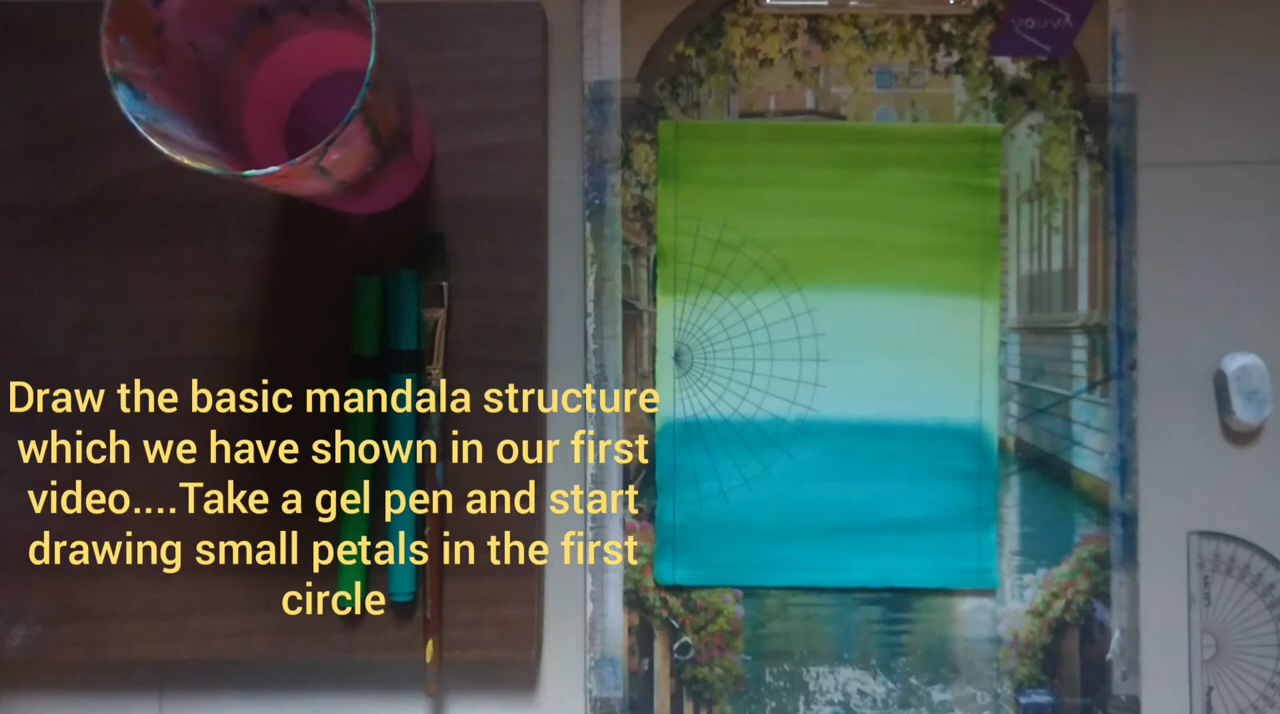 Draw the basic mandala structure
which we have shown in our first
video....Take a gel pen and start
drawing small petals in the first
circle